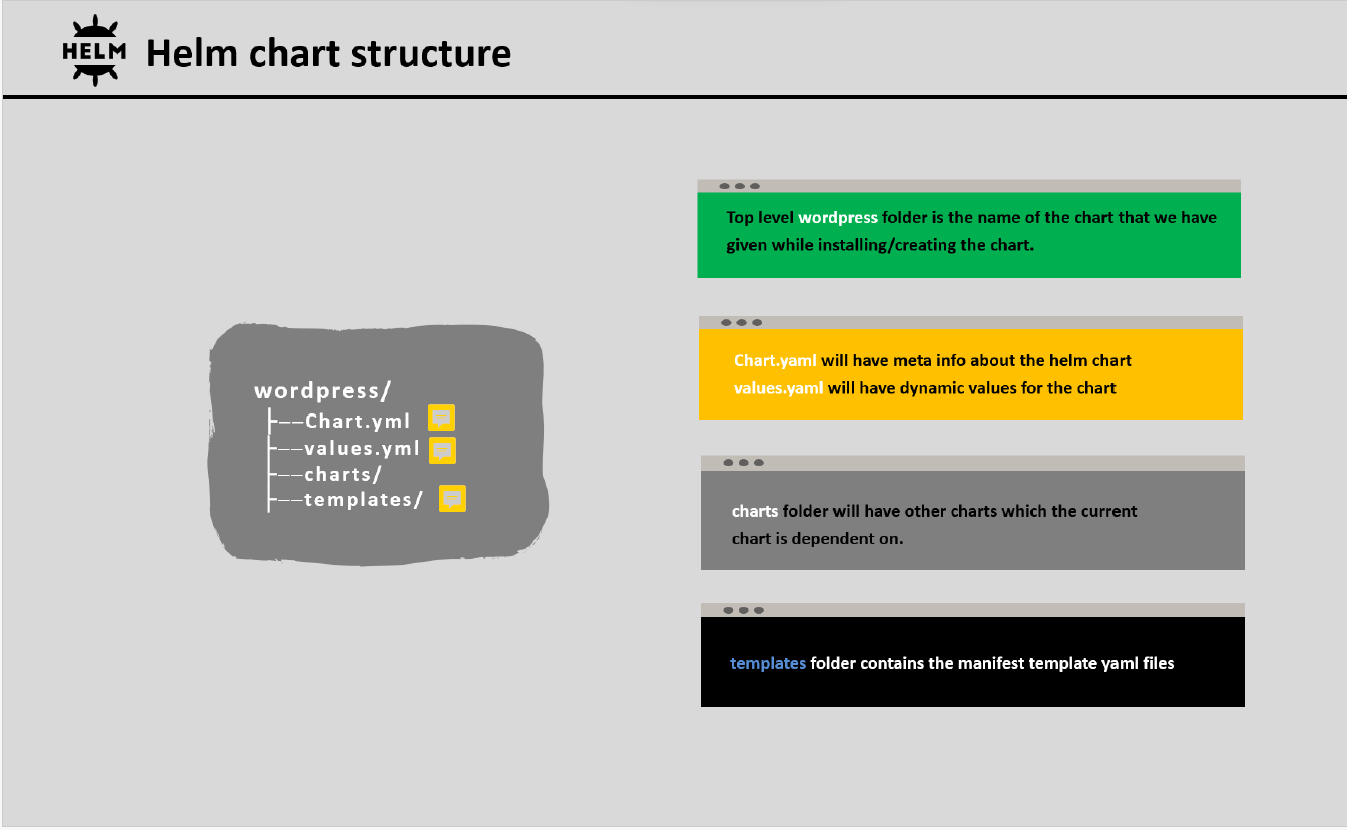 HELM
Helm chart structure
wordpress/
├──Chart.yml
├──values.yml
├──charts/
├──templates/
Top level wordpress folder is the name of the chart that we have
given while installing/creating the chart.
Chart.yaml will have meta info about the helm chart
values.yaml will have dynamic values for the chart
charts folder will have other charts which the current
chart is dependent on.
templates folder contains the manifest template yaml files